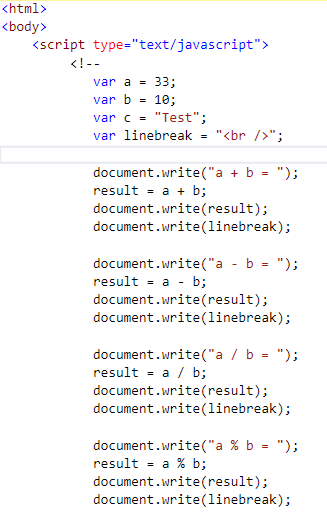 <html>
<body>
<script type="text/javascript">
<!--
var a = 33;
var b = 10;
var c = "Test";
var linebreak = "<br />";
document.write("a + b = ");
result = a + b;
document.write(result);
document.write(linebreak);
document.write("a - b = ");
result = a - b;
document.write(result);
document.write(linebreak);
document.write("a / b = ");
result = a / b;
document.write(result);
document.write(linebreak);
document.write("a % b = ");
result = a % b;
document.write(result);
document.write(linebreak);